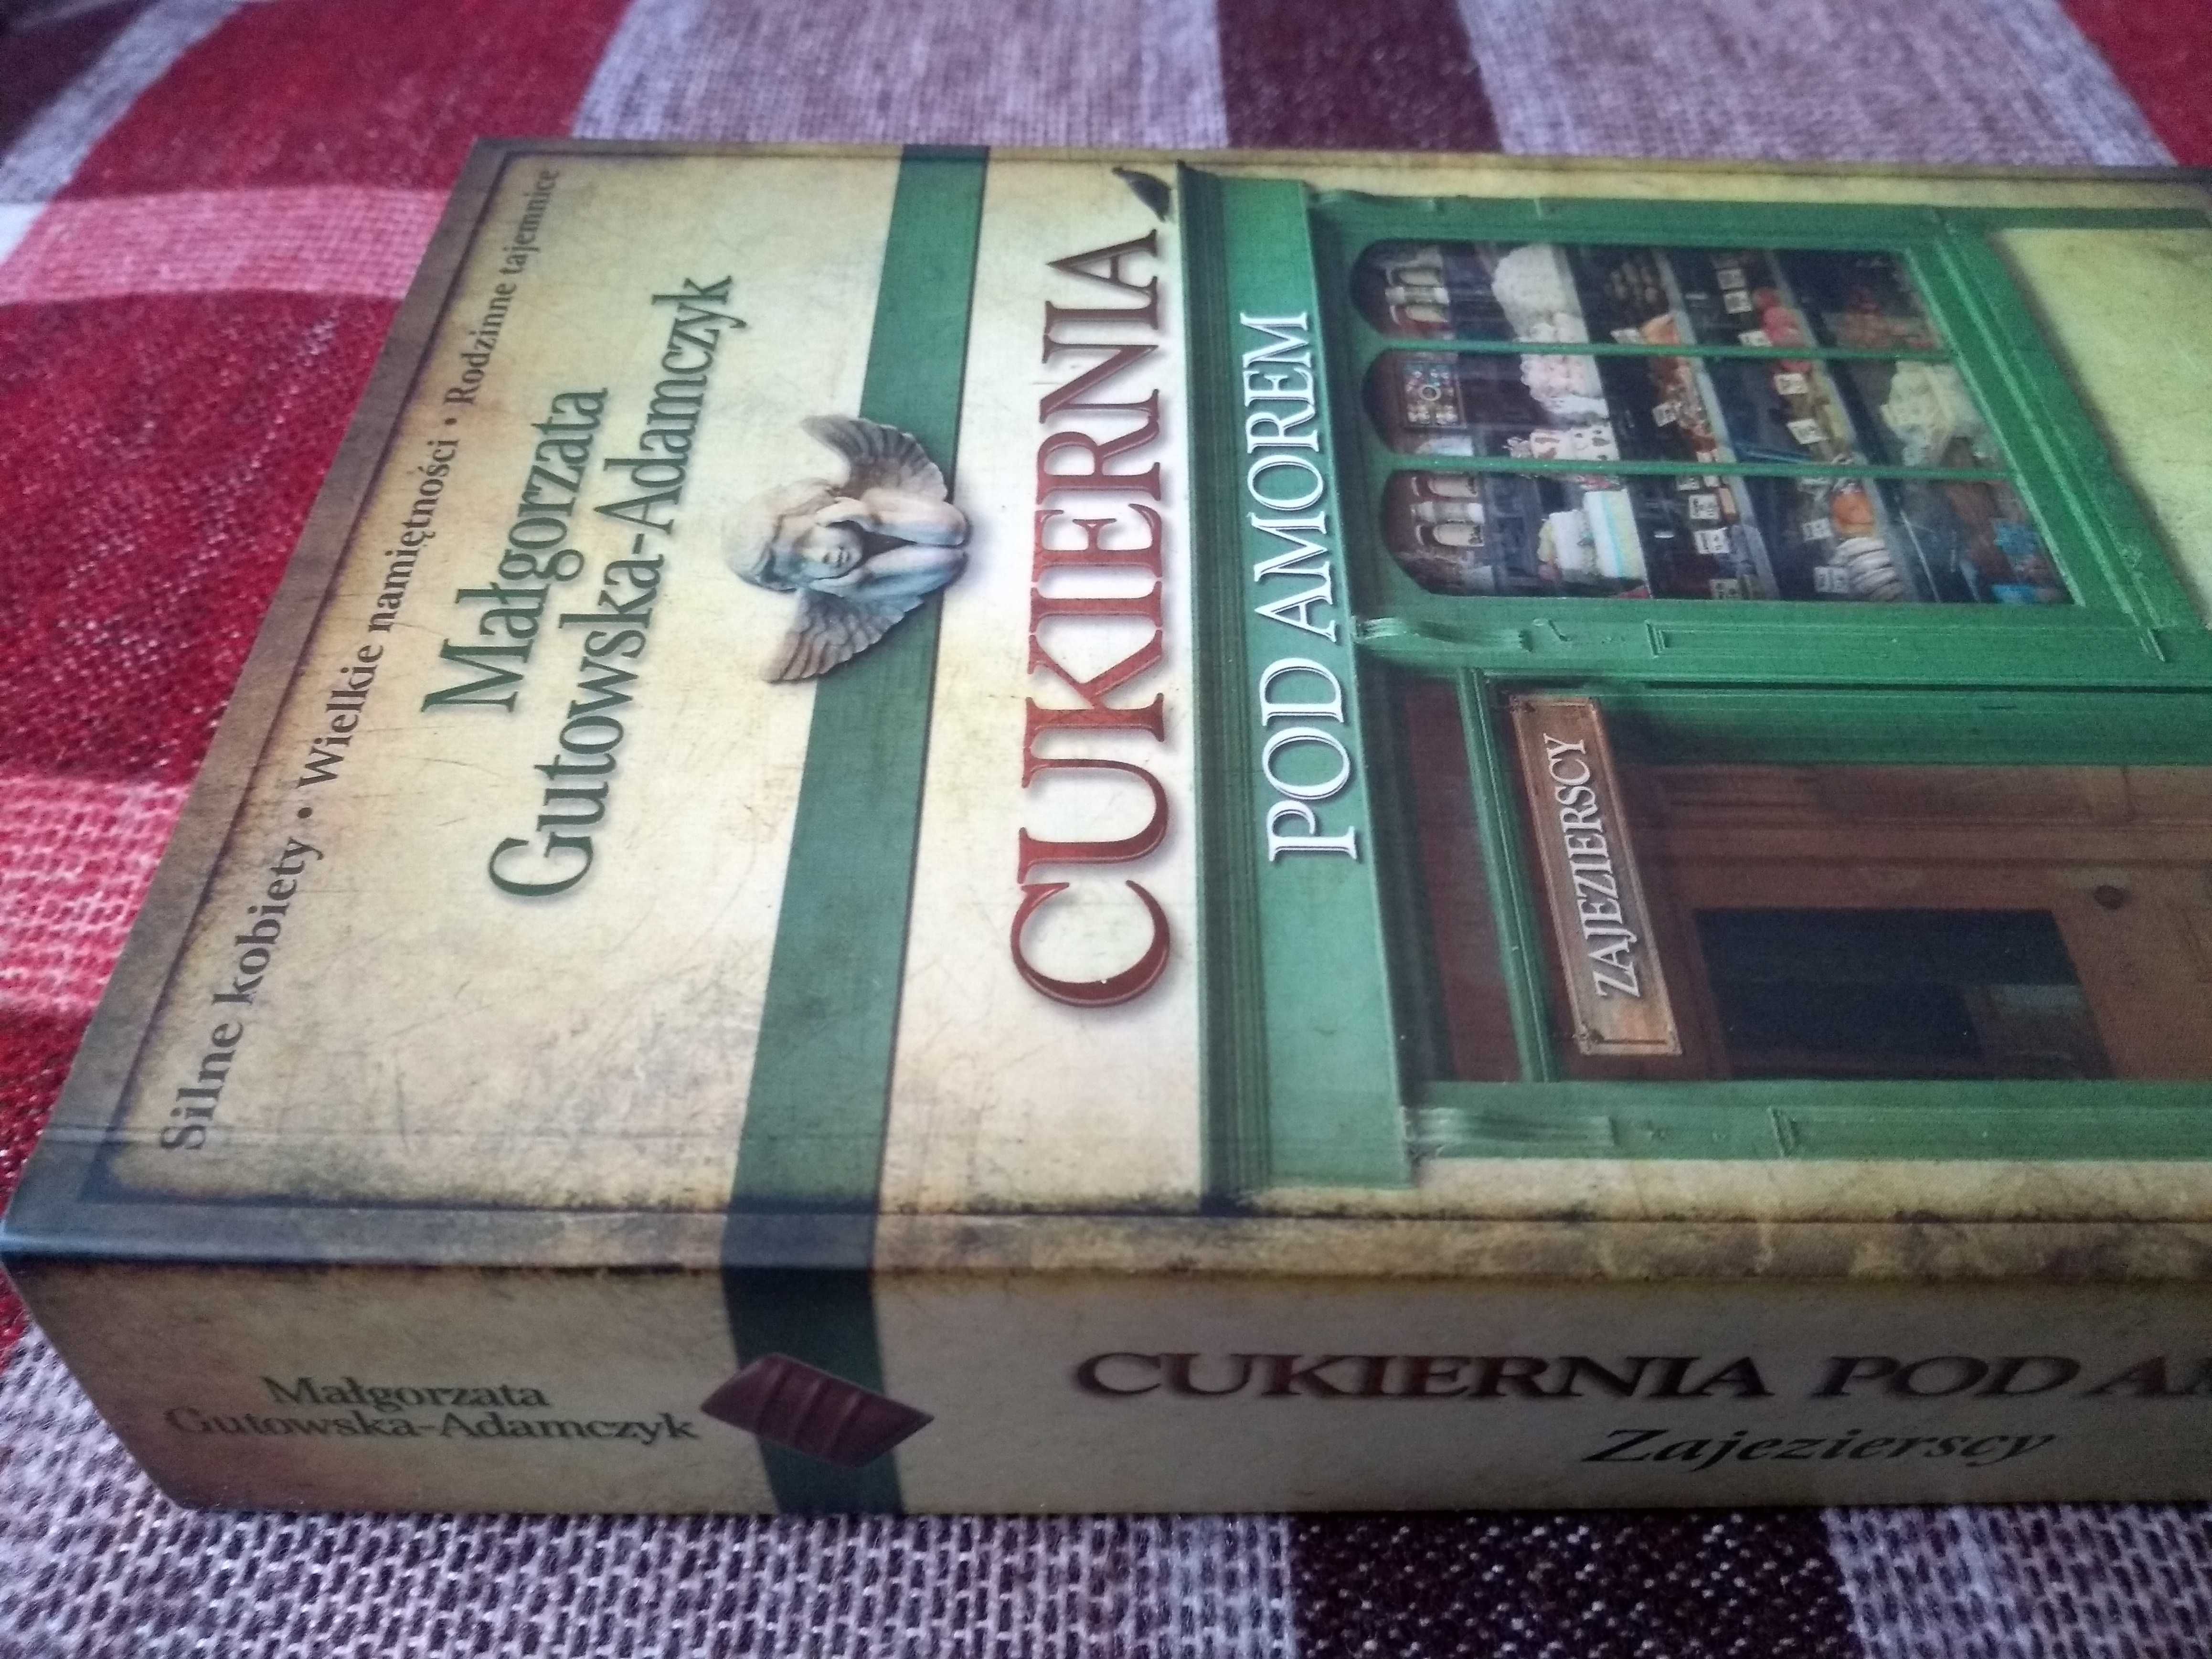 Silne kobiety • Wielkie namiętności • Rodzinne tajemnice
Małgorzata
Gutowska-Adamczyk
CUKIERNIA
POD AMOREM
ZAJEZIERSCY
Małgorzata
Gutowska-Adamczyk
CUKIERNIA POD A
Zajezierscy